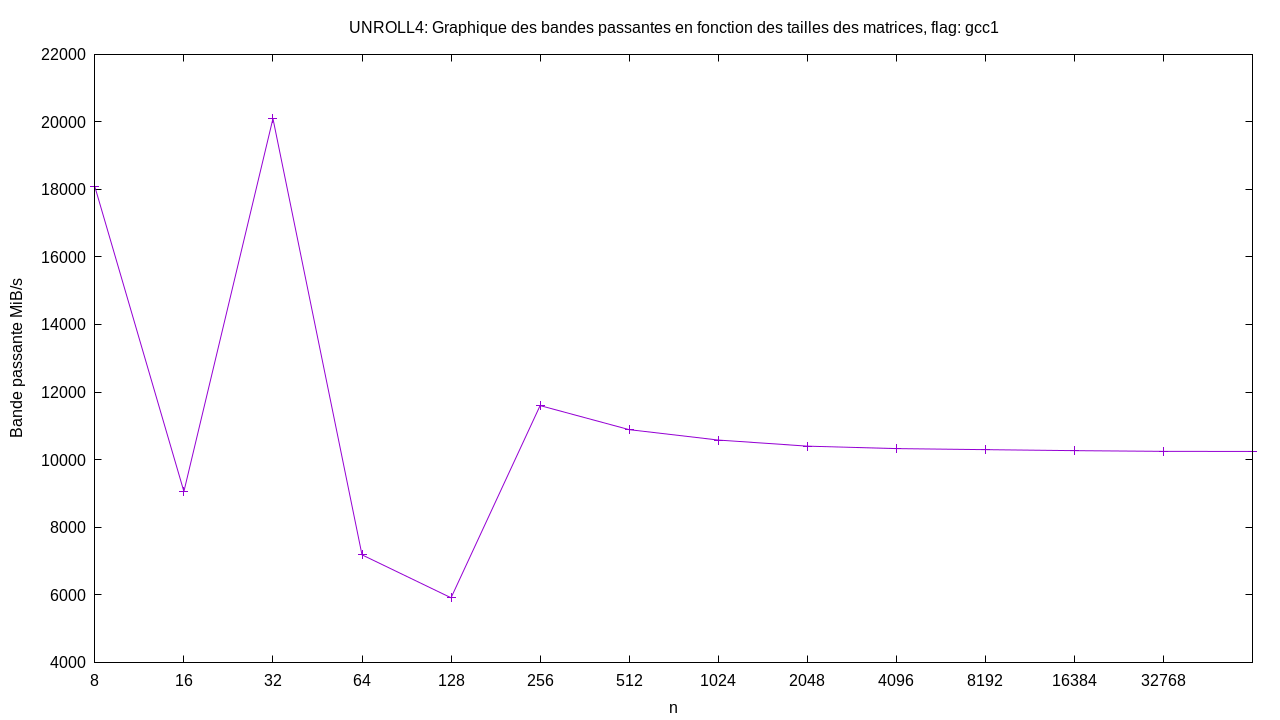 UNROLL4: Graphique des bandes passantes en fonction des tailles des matrices, flag: gcc1
22000
20000
18000
16000
14000
12000
10000
8000
6000
4000
Bande passante MiB/s
8 16 32 64 128 256 512 1024 2048 4096 8192 16384 32768
n